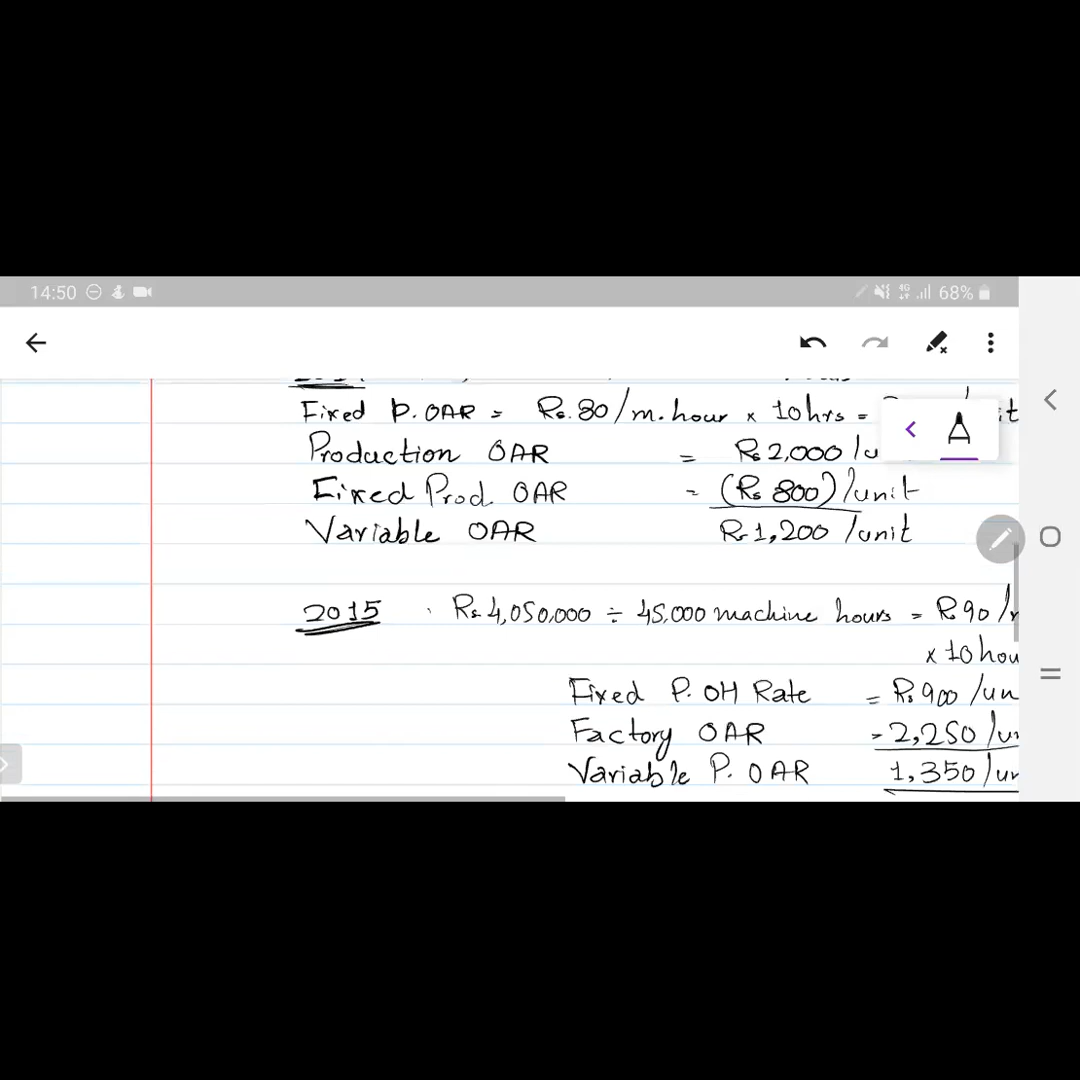 14:50 4G 68%
Fixed P.OAR = Rs.80/m.hour x 10hrs =
Production OAR = Rs 2,000/u
Fixed Prod OAR = (Rs 800)/unit
Variable OAR Rs 1,200/unit
2015 Rs 4,050,000 ÷ 45,000 machine hours = Rs 90/
x 10 hou
Fixed P. OH Rate = Rs 900/un
Factory OAR = 2,250/u
Variable P. OAR 1,350/un